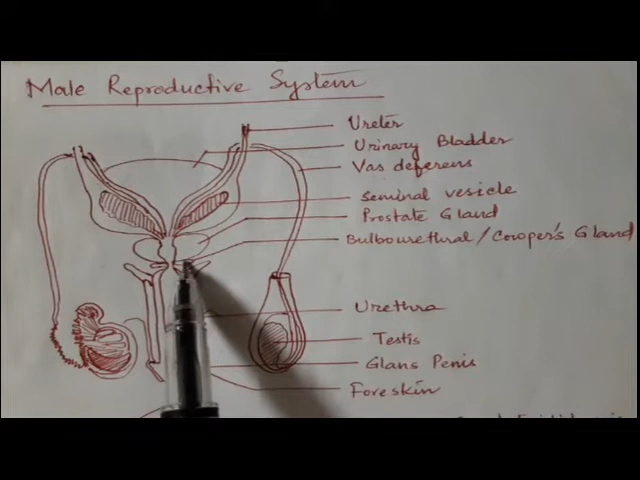 Male Reproductive System
Ureter
Urinary Bladder
Vas deferens
Seminal vesicle
Prostate Gland
Bulbourethral / Cowper's Gland
Urethra
Testis
Glans Penis
Foreskin